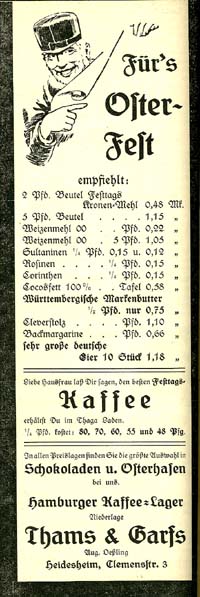 Für's
Oster-
Fest
empfiehlt:
2 Pfd. Beutel Festtags
Kronen-Mehl 0,48 Mk.
5 Pfd. Beutel . . . . 1,15 „
Weizenmehl 00 . . Pfd. 0,22 „
Weizenmehl 00 . 5 Pfd. 1,05 „
Sultaninen ¼ Pfd. 0,15 u. 0,12 „
Rosinen . . . . ¼ Pfd. 0,15 „
Corinthen . . . ¼ Pfd. 0,15 „
Cocosfett 100% . . Tafel 0,58 „
Württembergische Markenbutter
½ Pfd. nur 0,75 „
Cleverstolz . . . . Pfd. 1,10 „
Backmargarine . . Pfd. 0,66 „
sehr große deutsche
Eier 10 Stück 1,18 „
Liebe Hausfrau laß Dir sagen, den besten Festtags-
Kaffee
erhältst Du im Thaga Laden.
¼ Pfd. kostet: 80, 70, 60, 55 und 48 Pfg.
In allen Preislagen finden Sie die größte Auswahl in
Schokoladen u. Osterhasen
bei uns.
Hamburger Kaffee-Lager
Niederlage
Thams & Garfs
Aug. Oeßling
Heidesheim, Clemensstr. 3